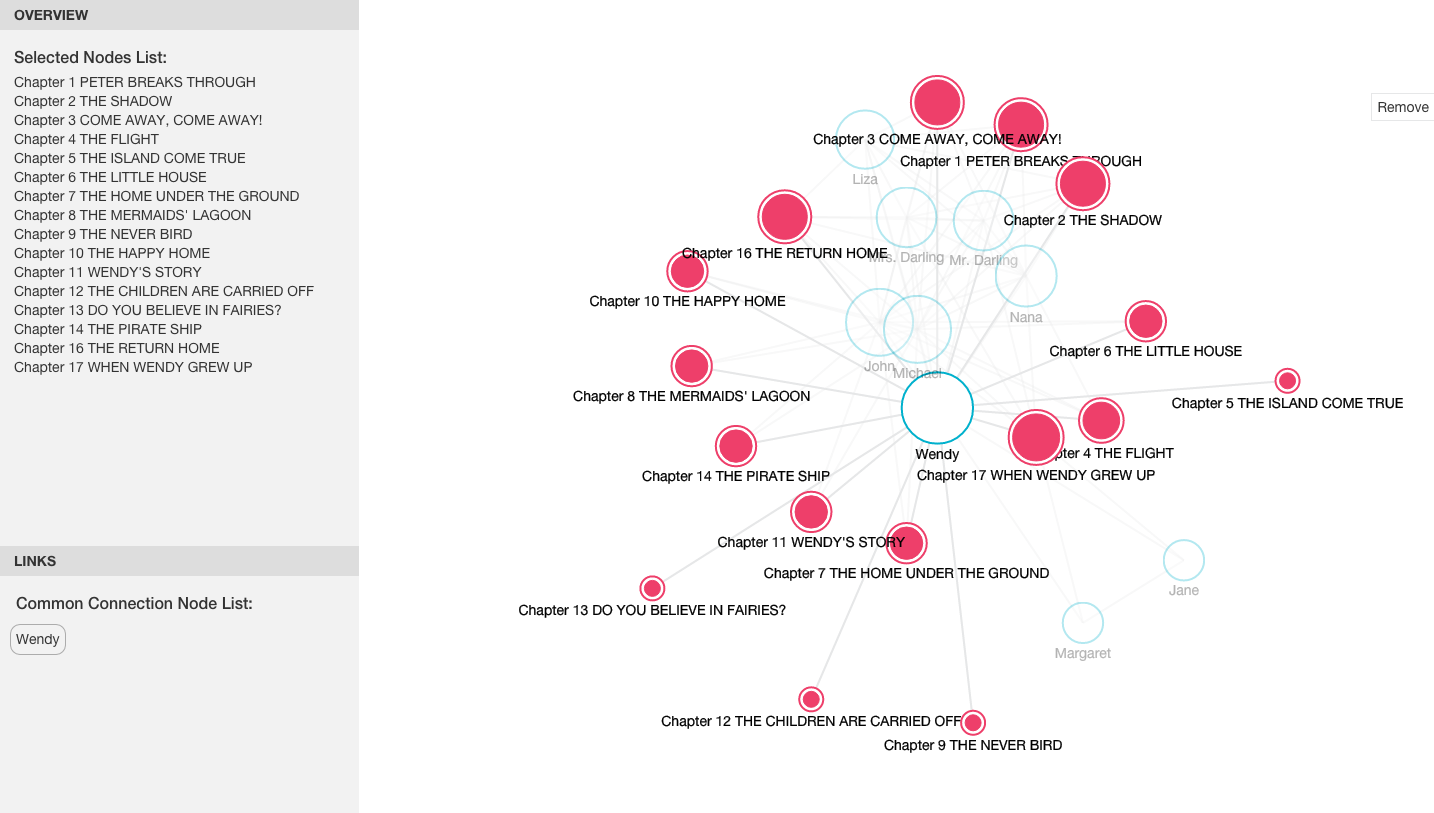 OVERVIEW
Selected Nodes List:
Chapter 1 PETER BREAKS THROUGH
Chapter 2 THE SHADOW
Chapter 3 COME AWAY, COME AWAY!
Chapter 4 THE FLIGHT
Chapter 5 THE ISLAND COME TRUE
Chapter 6 THE LITTLE HOUSE
Chapter 7 THE HOME UNDER THE GROUND
Chapter 8 THE MERMAIDS' LAGOON
Chapter 9 THE NEVER BIRD
Chapter 10 THE HAPPY HOME
Chapter 11 WENDY'S STORY
Chapter 12 THE CHILDREN ARE CARRIED OFF
Chapter 13 DO YOU BELIEVE IN FAIRIES?
Chapter 14 THE PIRATE SHIP
Chapter 16 THE RETURN HOME
Chapter 17 WHEN WENDY GREW UP
LINKS
Common Connection Node List:
Wendy
Remove
Chapter 3 COME AWAY, COME AWAY!
Chapter 1 PETER BREAKS THROUGH
Liza
Chapter 2 THE SHADOW
Chapter 16 THE RETURN HOME
Mrs. Darling
Mr. Darling
Chapter 10 THE HAPPY HOME
Nana
Chapter 6 THE LITTLE HOUSE
John
Michael
Chapter 8 THE MERMAIDS' LAGOON
Chapter 5 THE ISLAND COME TRUE
Wendy
pter 4 THE FLIGHT
Chapter 17 WHEN WENDY GREW UP
Chapter 14 THE PIRATE SHIP
Chapter 11 WENDY'S STORY
Chapter 7 THE HOME UNDER THE GROUND
Jane
Chapter 13 DO YOU BELIEVE IN FAIRIES?
Margaret
Chapter 12 THE CHILDREN ARE CARRIED OFF
Chapter 9 THE NEVER BIRD